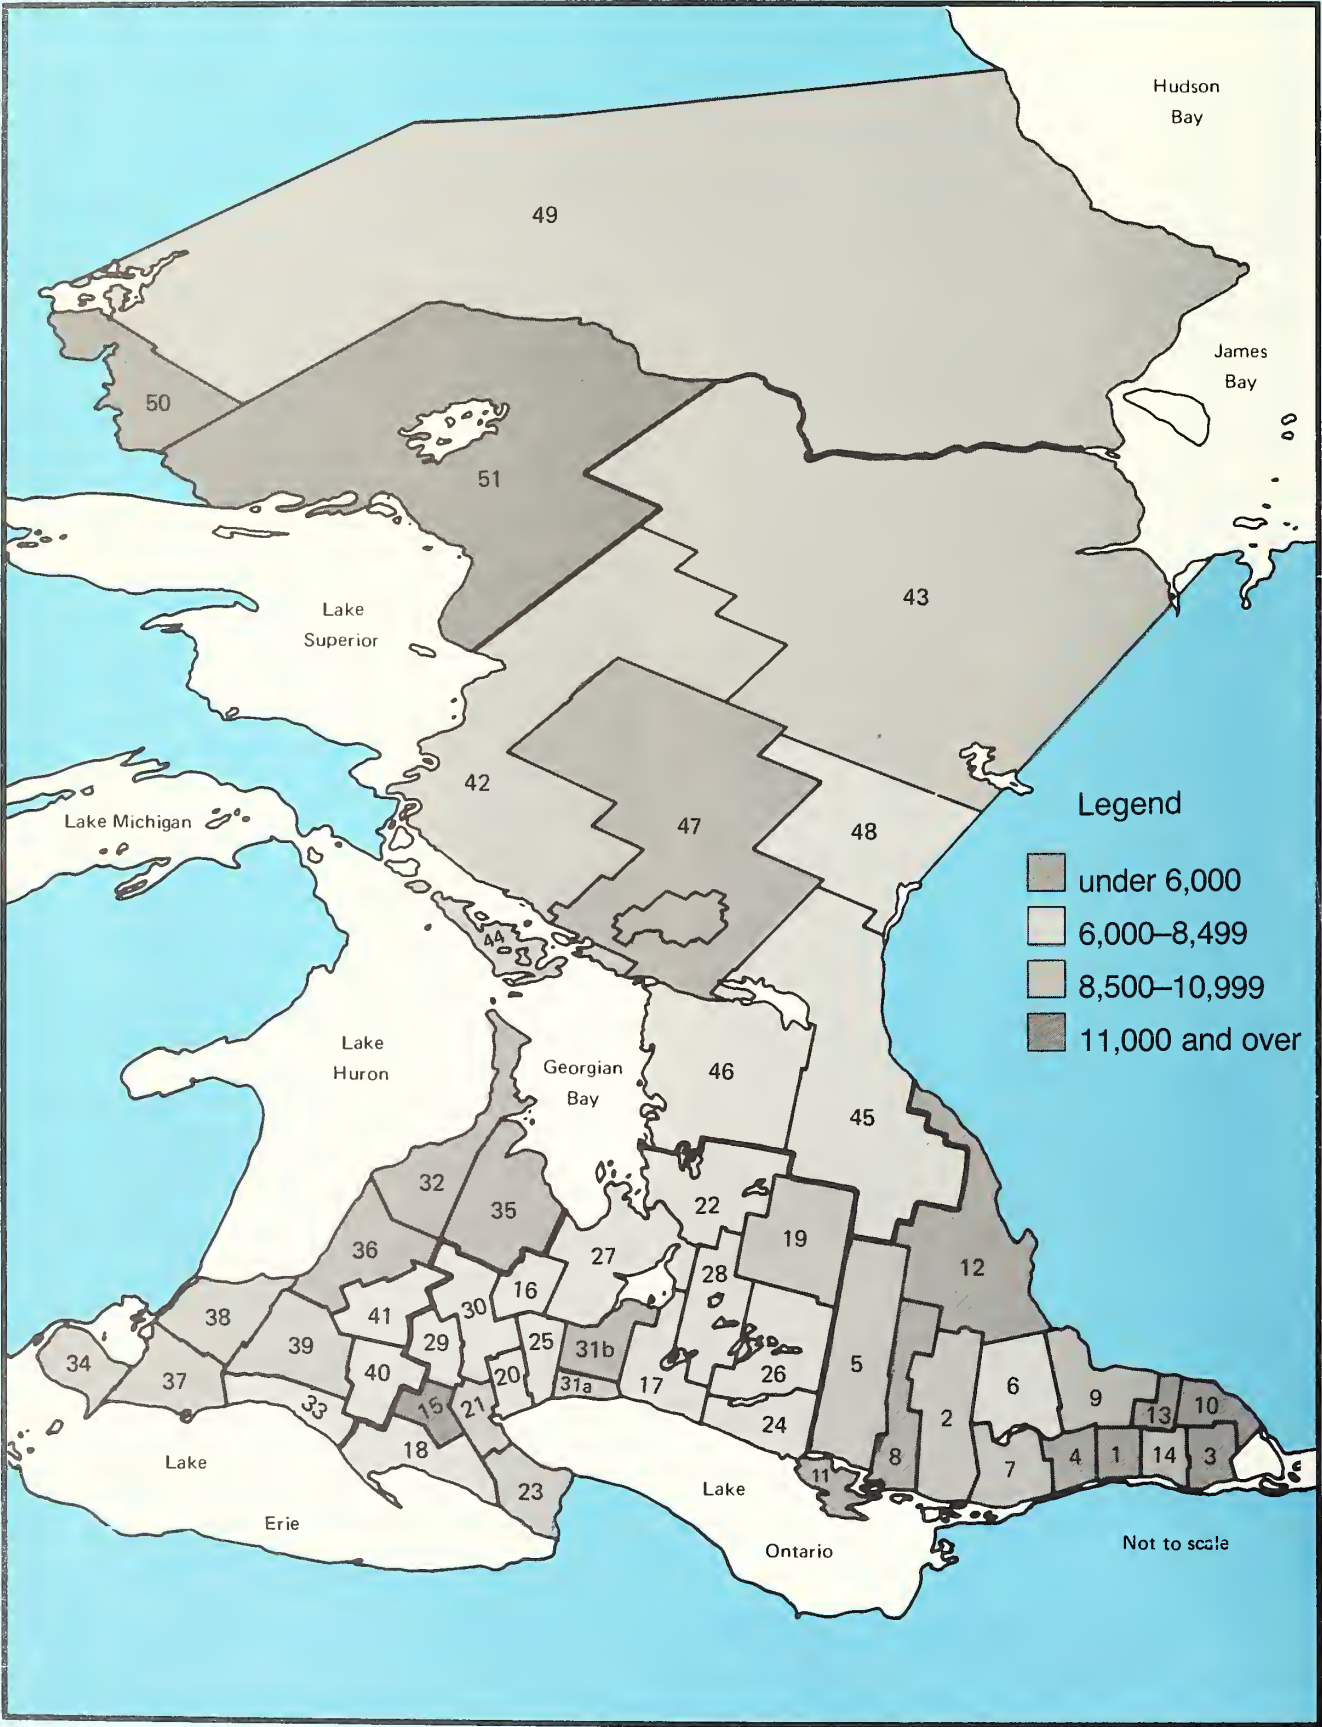 Hudson
Bay
49
James
Bay
50
51
43
Lake
Superior
42
47
48
Lake Michigan
Legend
under 6,000
6,000–8,499
8,500–10,999
11,000 and over
44
Lake
Huron
Georgian
Bay
46
45
32
35
22
19
36
27
12
28
16
30
38
41
39
29
25
31b
34
37
40
20
31a
17
26
5
6
9
10
33
15
21
24
2
13
18
8
7
4
1
14
3
23
11
Lake
Erie
Lake
Ontario
Not to scale